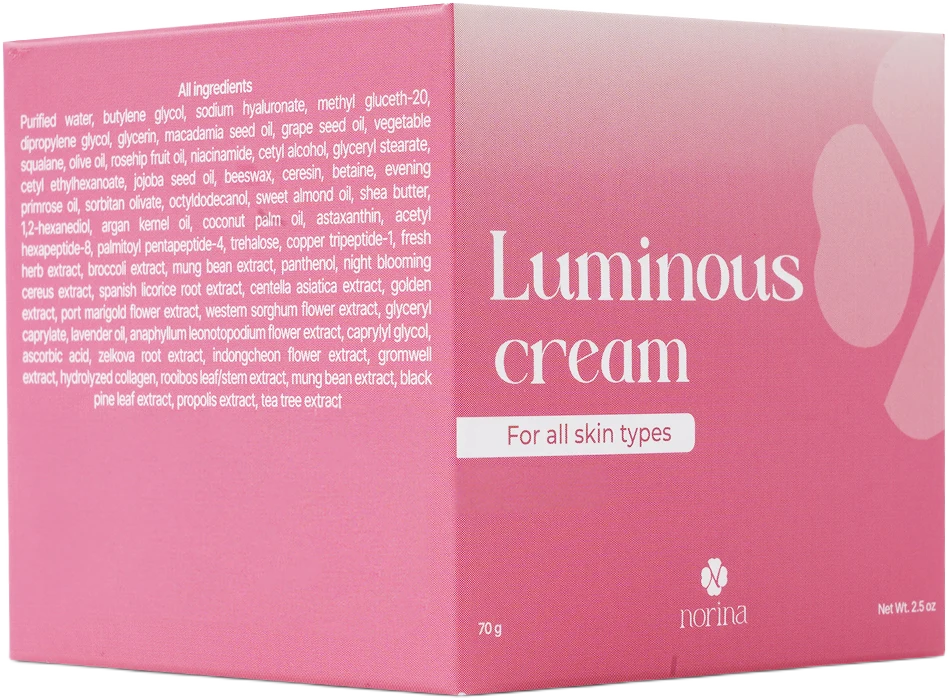 All ingredients
Purified water, butylene glycol, sodium hyaluronate, methyl gluceth-20,
dipropylene glycol, glycerin, macadamia seed oil, grape seed oil, vegetable
squalane, olive oil, rosehip fruit oil, niacinamide, cetyl alcohol, glyceryl stearate,
cetyl ethylhexanoate, jojoba seed oil, beeswax, ceresin, betaine, evening
primrose oil, sorbitan olivate, octyldodecanol, sweet almond oil, shea butter,
1,2-hexanediol, argan kernel oil, coconut palm oil, astaxanthin, acetyl
hexapeptide-8, palmitoyl pentapeptide-4, trehalose, copper tripeptide-1, fresh
herb extract, broccoli extract, mung bean extract, panthenol, night blooming
cereus extract, spanish licorice root extract, centella asiatica extract, golden
extract, port marigold flower extract, western sorghum flower extract, glyceryl
caprylate, lavender oil, anaphyllum leonotopodium flower extract, caprylyl glycol,
ascorbic acid, zelkova root extract, indongcheon flower extract, gromwell
extract, hydrolyzed collagen, rooibos leaf/stem extract, mung bean extract, black
pine leaf extract, propolis extract, tea tree extract
Luminous
cream
For all skin types
norina
70 g
Net Wt. 2.5 oz